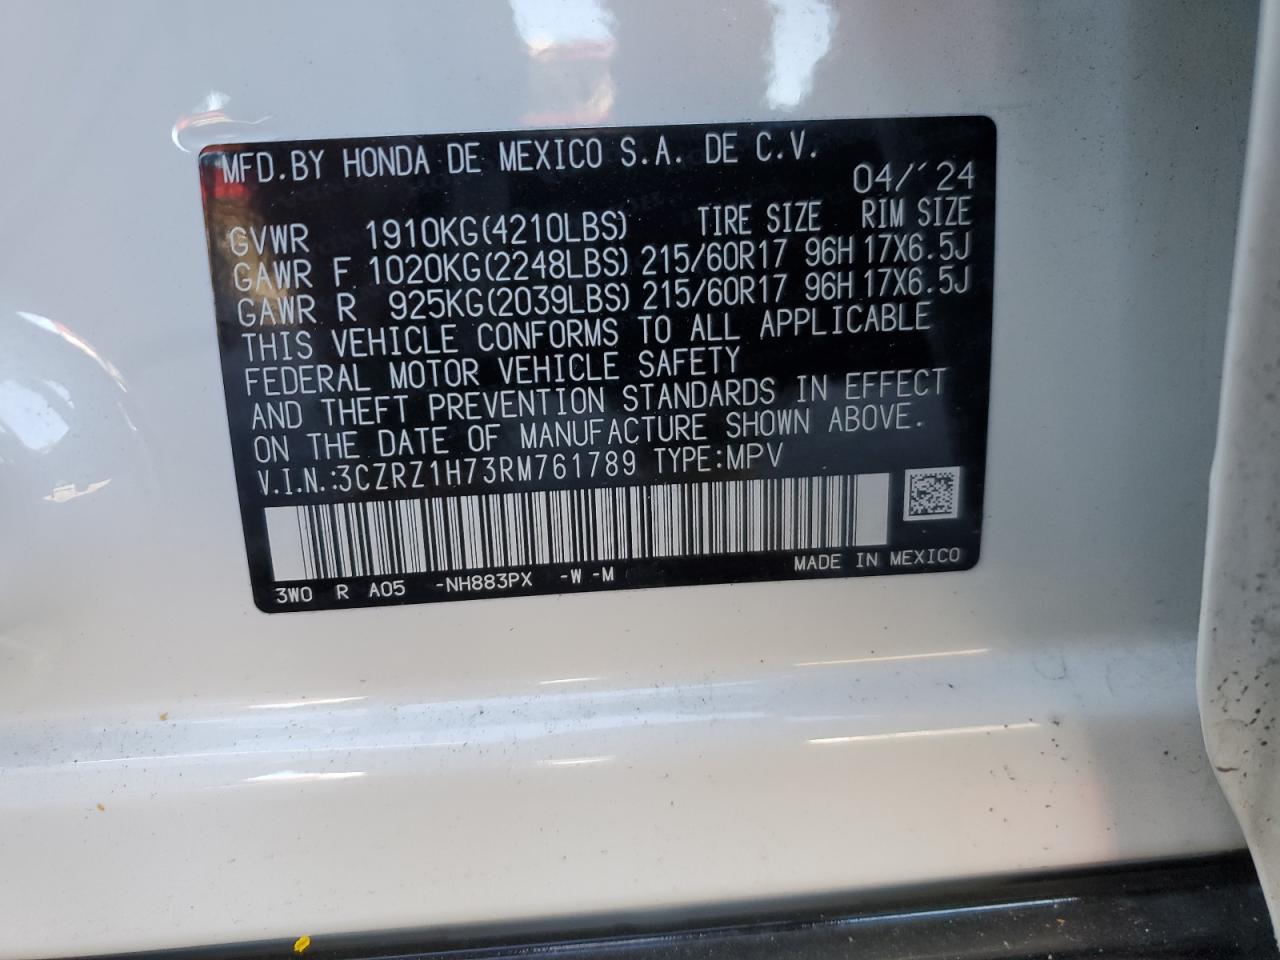 MFD.BY HONDA DE MEXICO S.A. DE C.V.
04/´24
GVWR 1910KG(4210LBS) TIRE SIZE RIM SIZE
GAWR F 1020KG(2248LBS) 215/60R17 96H 17X6.5J
GAWR R 925KG(2039LBS) 215/60R17 96H 17X6.5J
THIS VEHICLE CONFORMS TO ALL APPLICABLE
FEDERAL MOTOR VEHICLE SAFETY
AND THEFT PREVENTION STANDARDS IN EFFECT
ON THE DATE OF MANUFACTURE SHOWN ABOVE.
V.I.N.:3CZRZ1H73RM761789 TYPE:MPV
3W0 R A05 -NH883PX -W -M MADE IN MEXICO